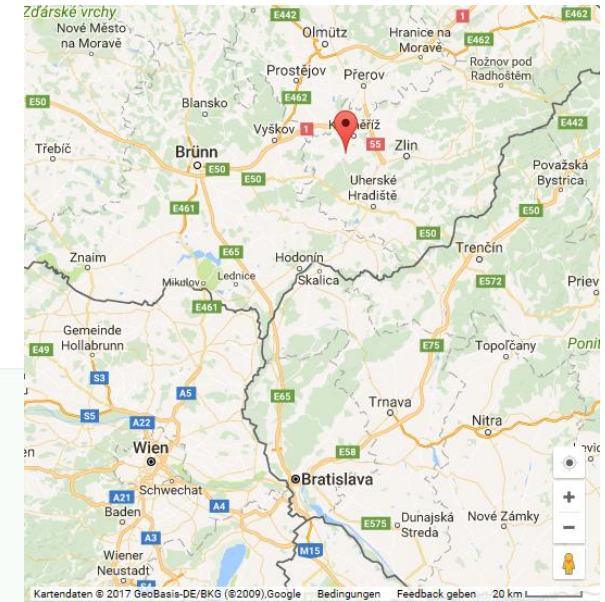 Zďárské vrchy
E442
1
E462
Nové Město
na Moravě
Olmütz
Hranice na
Moravě
E462
Rožnov pod
Radhoštěm
Prostějov
Přerov
E462
E50
Blansko
Vyškov
1
55
Zlín
E442
Třebíč
Brünn
E50
E50
Považská
Bystrica
Uherské
Hradiště
E461
E50
E50
E65
Trenčín
Znaim
Hodonín
Mikulov
Lednice
Skalica
E572
Priev
E461
Gemeinde
Hollabrunn
E49
E75
Topoľčany
Ponit
S3
A5
E65
S5
Trnava
A22
Nitra
Wien
E58
Schwechat
Bratislava
A21
Baden
A4
E575
Dunajská
Streda
Nové Zámky
A3
M15
Wiener
Neustadt
Kartendaten © 2017 GeoBasis-DE/BKG (©2009),Google Bedingungen Feedback geben 20 km